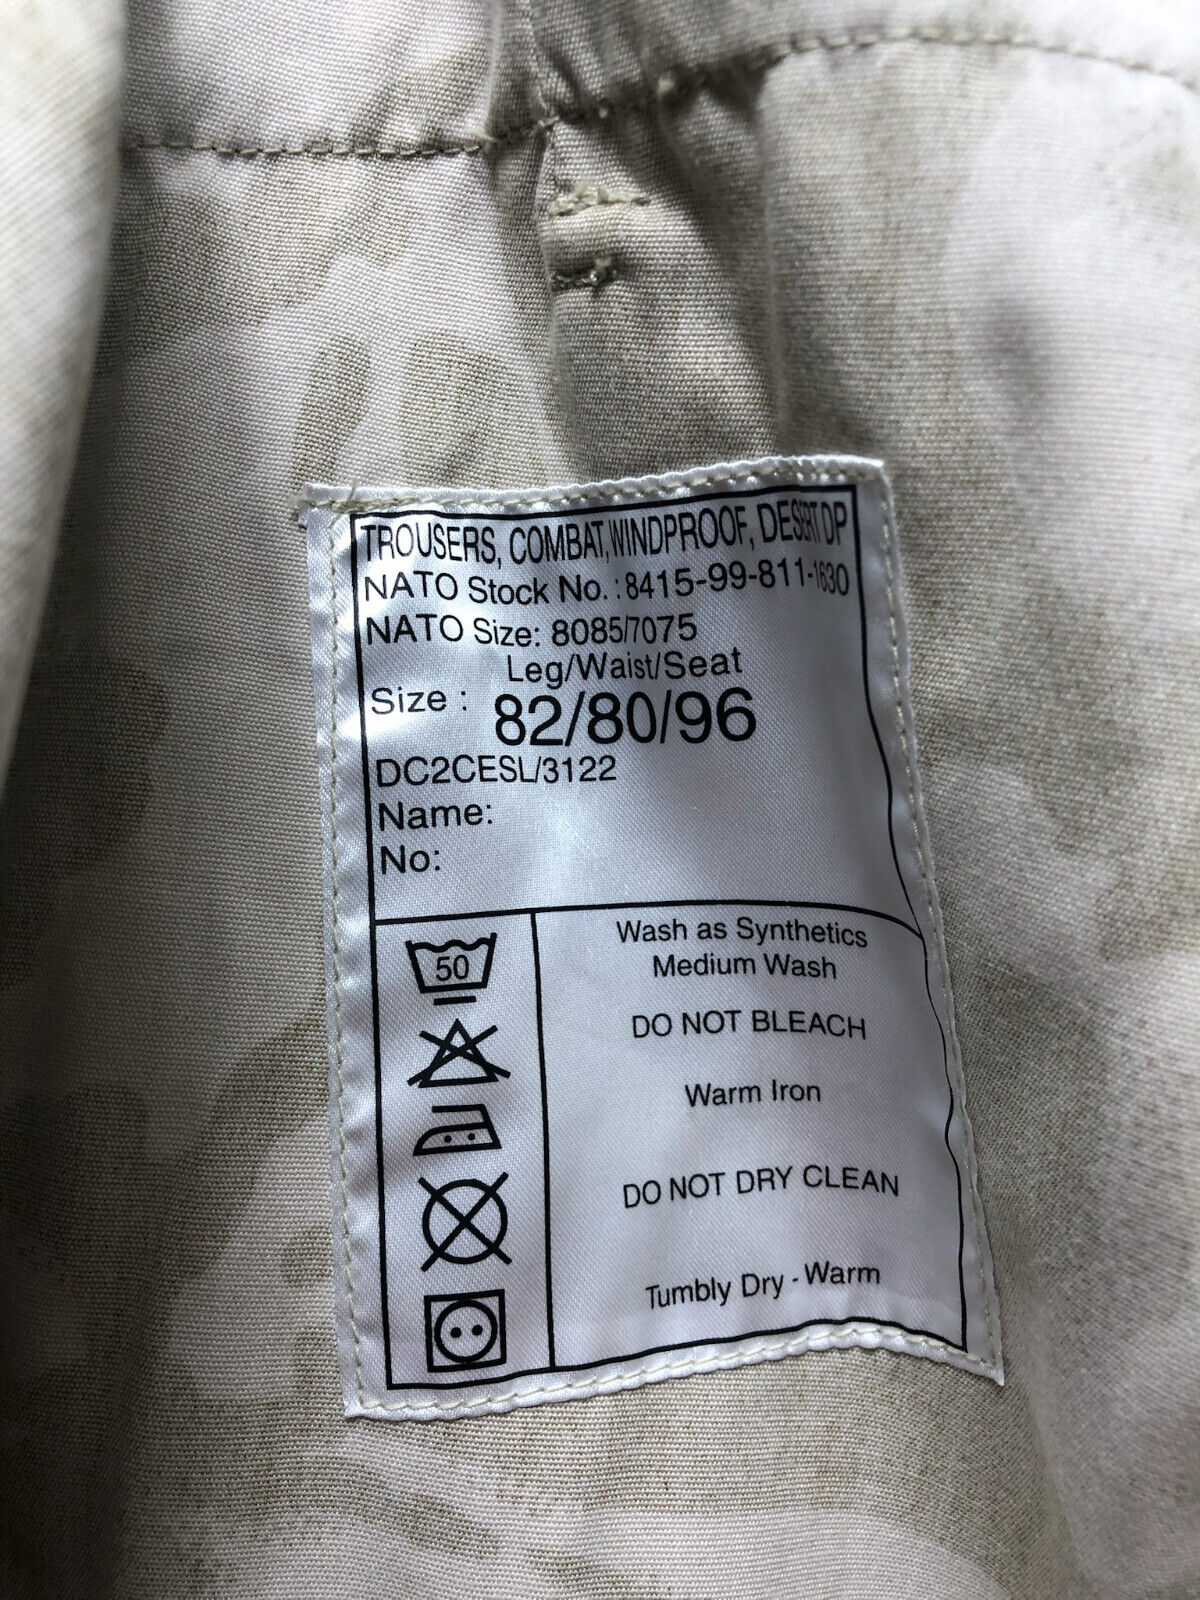 TROUSERS, COMBAT, WINDPROOF, DESERT DP
NATO Stock No. : 8415-99-811-1630
NATO Size: 8085/7075
Leg/Waist/Seat
Size : 82/80/96
DC2CESL/3122
Name:
No:
50
Wash as Synthetics
Medium Wash
DO NOT BLEACH
Warm Iron
DO NOT DRY CLEAN
Tumbly Dry - Warm